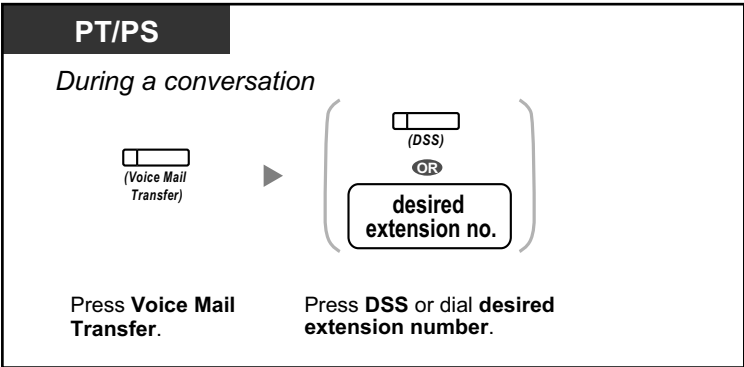 PT/PS
During a conversation
(DSS)
OR
(Voice Mail
Transfer)
desired
extension no.
Press Voice Mail
Transfer.
Press DSS or dial desired
extension number.